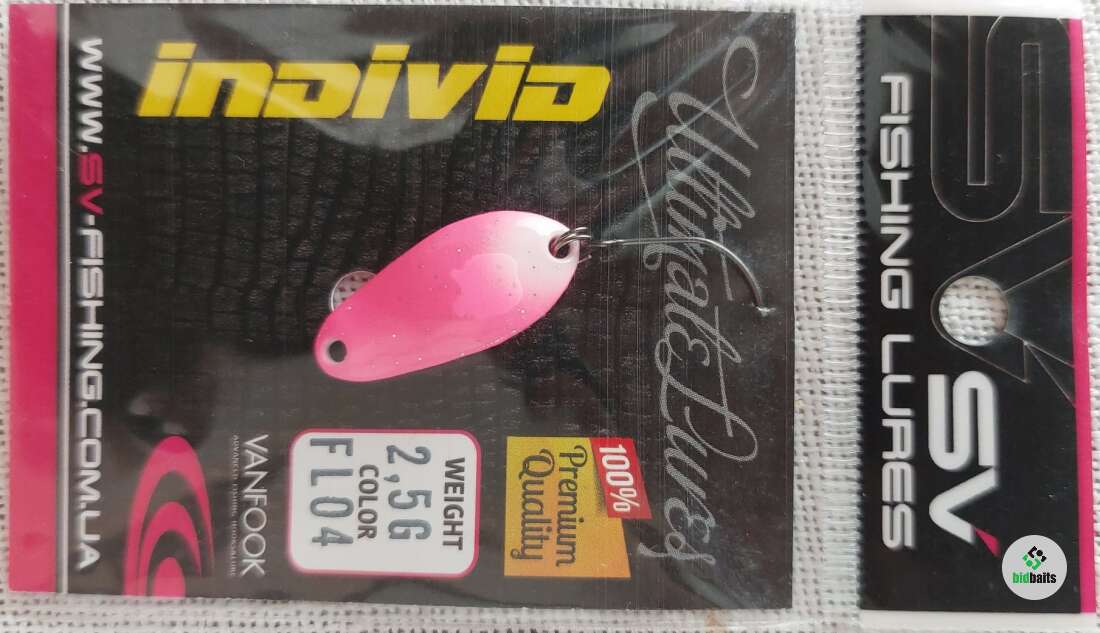 SV
SV
FISHING LURES
Ultimate Lures
INDIVID
100%
Premium
Quality
WEIGHT
2,5G
COLOR
FL04
VANFOOK
WWW.SV-FISHING.COM.UA
bidbaits